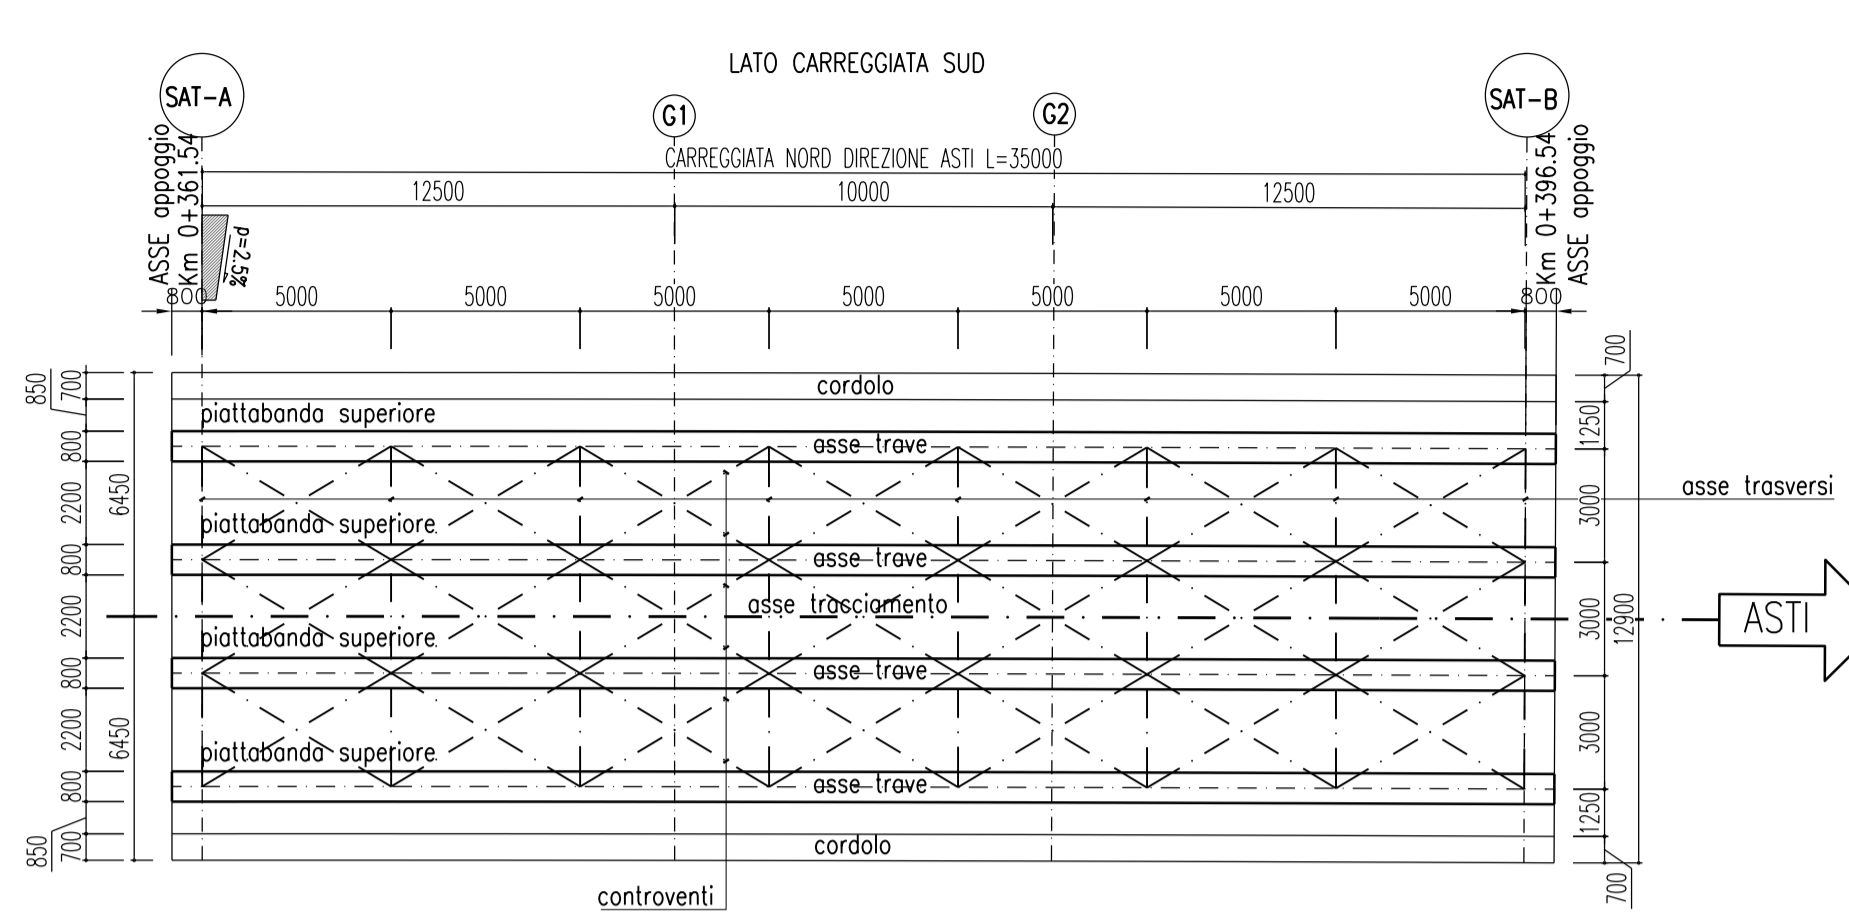 LATO CARREGGIATA SUD
SAT-A
G1
G2
SAT-B
ASSE appoggio
Km 0+361.54
CARREGGIATA NORD DIREZIONE ASTI L=35000
Km 0+396.54
ASSE appoggio
12500
10000
12500
p=2.5%
800
5000
5000
5000
5000
5000
5000
5000
800
850
700
800
2200
800
2200
800
2200
800
700
850
6450
6450
cordolo
piattabanda superiore
asse trave
piattabanda superiore
asse trave
asse tracciamento
piattabanda superiore
asse trave
piattabanda superiore
asse trave
cordolo
controventi
700
1250
3000
3000
3000
1250
700
12900
asse trasversi
ASTI